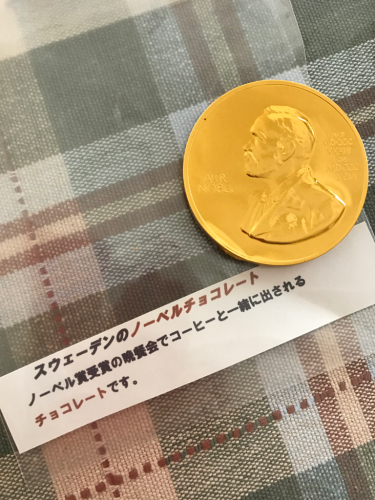 スウェーデンのノーベルチョコレート
ノーベル賞受賞の晩餐会でコーヒーと一緒に出される
チョコレートです。